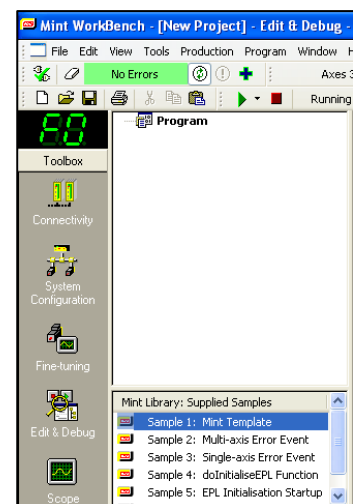 Mint WorkBench - [New Project] - Edit & Debug -
File Edit View Tools Production Program Window H
No Errors Axes 3
Running
Program
Toolbox
Connectivity
System
Configuration
Fine-tuning
Edit & Debug
Scope
Mint Library: Supplied Samples
Sample 1: Mint Template
Sample 2: Multi-axis Error Event
Sample 3: Single-axis Error Event
Sample 4: doInitialiseEPL Function
Sample 5: EPL Initialisation Startup